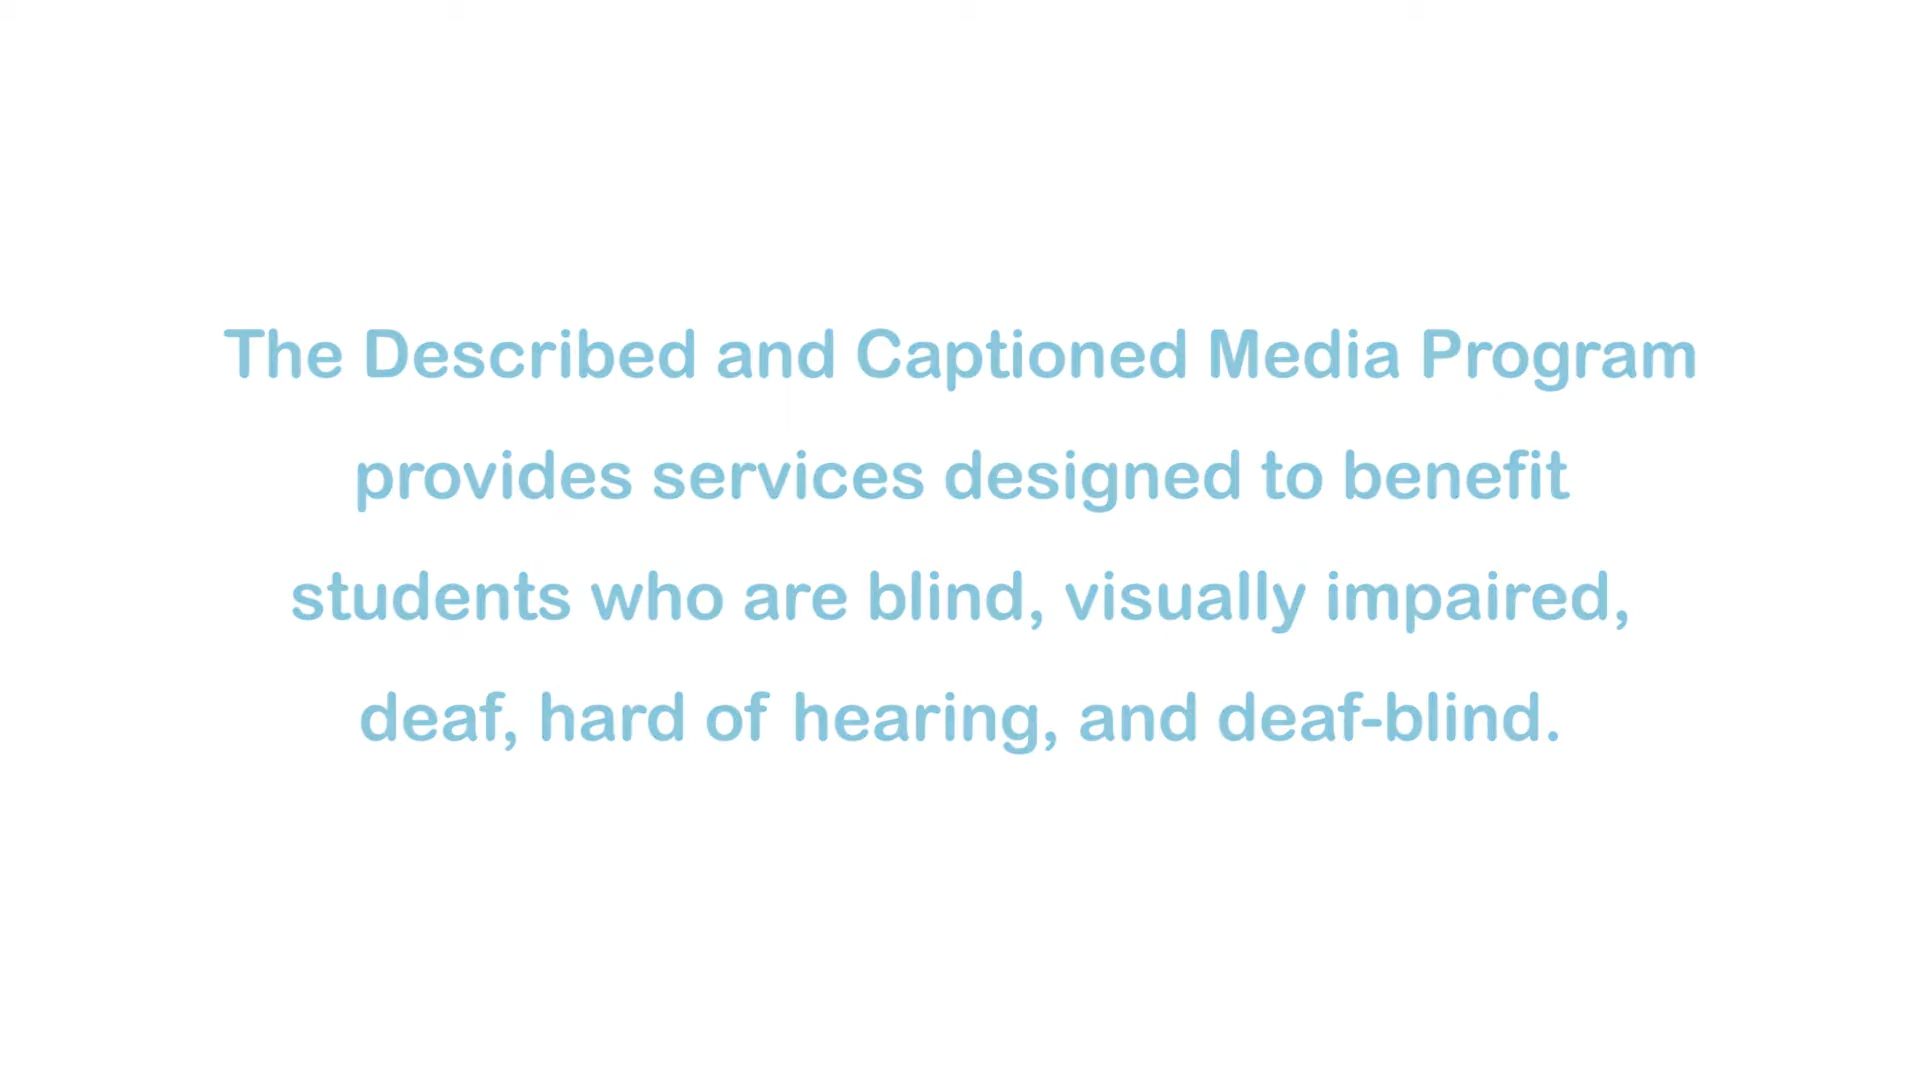 The Described and Captioned Media Program
provides services designed to benefit
students who are blind, visually impaired,
deaf, hard of hearing, and deaf-blind.